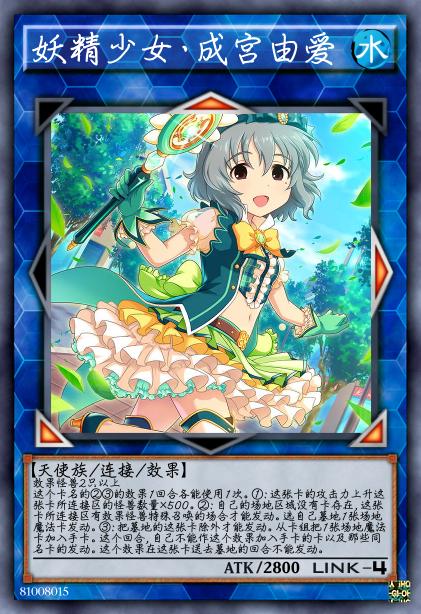 妖精少女·成宫由爱 水
【天使族/连接/效果】
效果怪兽2只以上
这个卡名的②③的效果1回合各能使用1次。①:这张卡的攻击力上升这
张卡所连接区的怪兽数量×500。②:自己的场地区域没有卡存在,这张
卡所连接区有效果怪兽特殊召唤的场合才能发动。选自己墓地1张场地
魔法卡发动。③:把墓地的这张卡除外才能发动。从卡组把1张场地魔法
卡加入手卡。这个回合,自己不能作这个效果加入手卡的卡以及那些同
名卡的发动。这个效果在这张卡送去墓地的回合不能发动。
ATK/2800 LINK-4
81008015